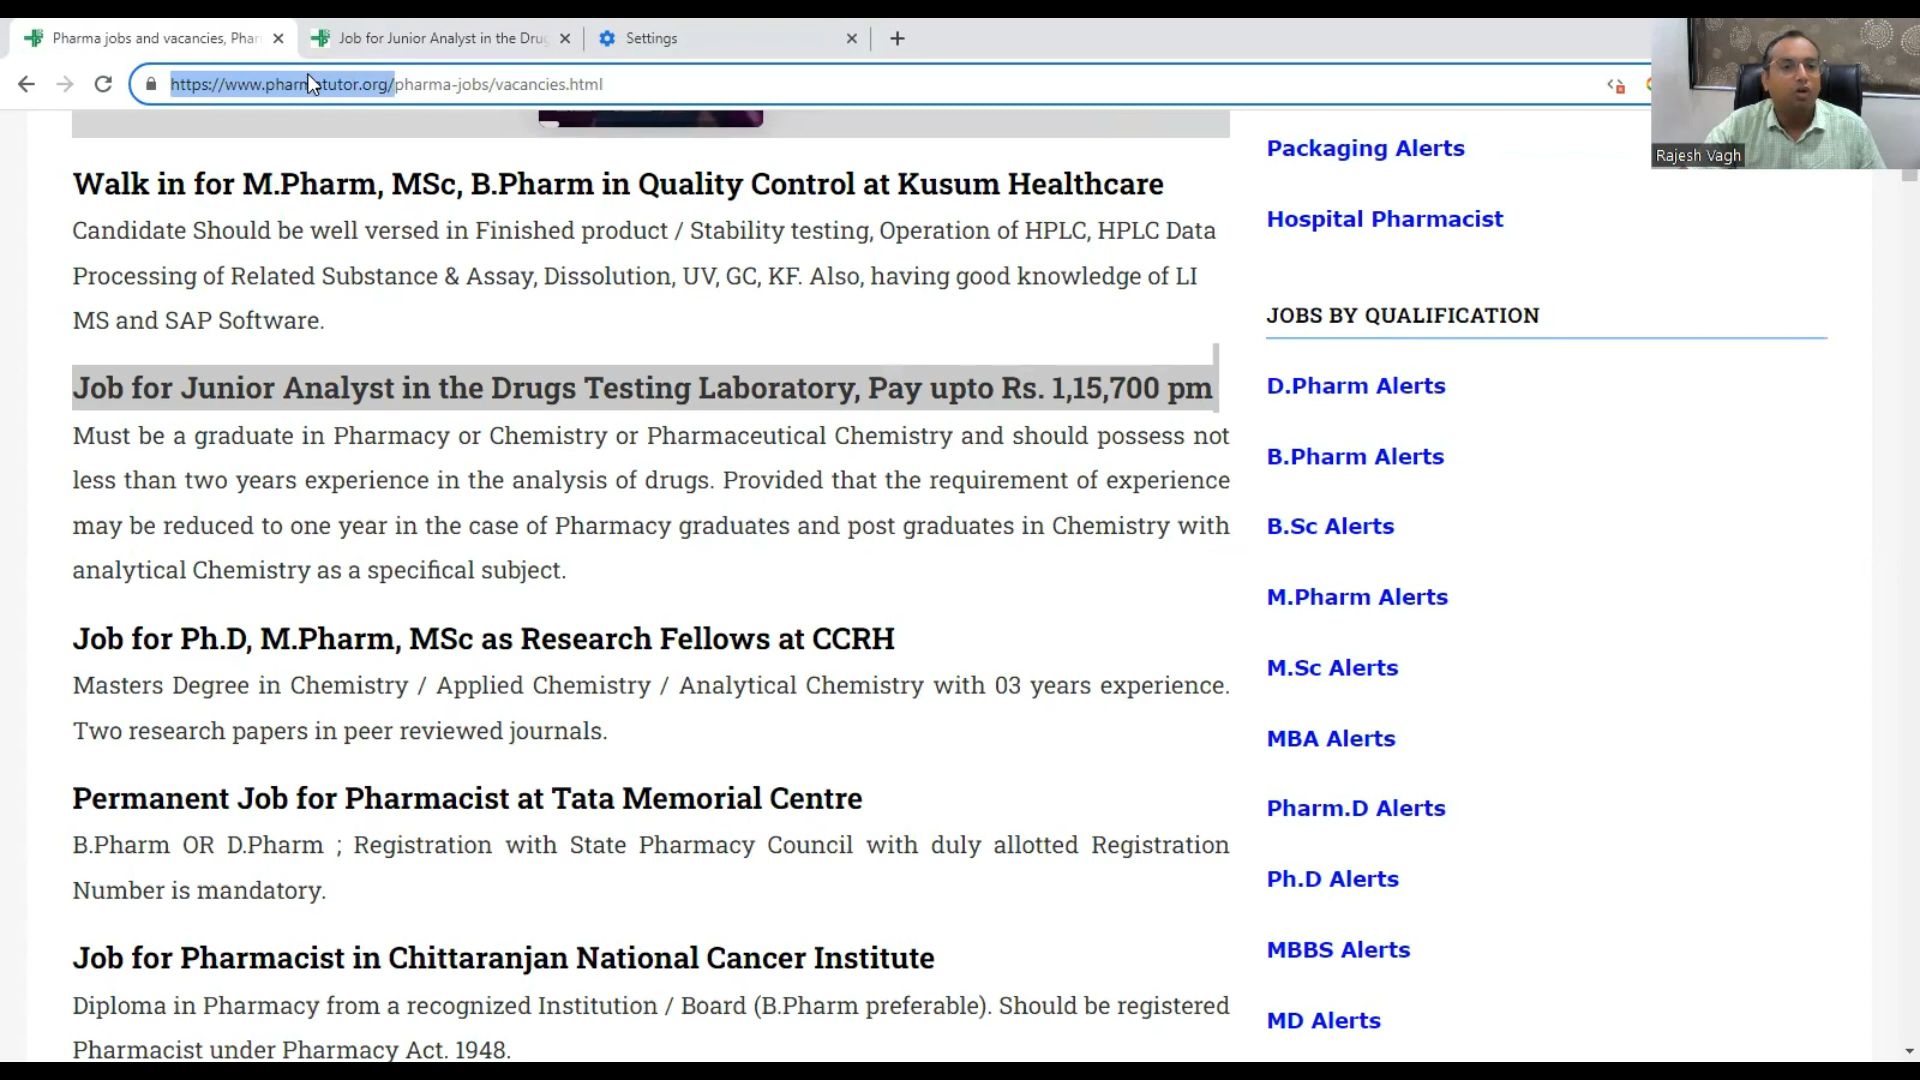 Pharma jobs and vacancies, Phar
Job for Junior Analyst in the Dru
Settings
https://www.pharmatutor.org/pharma-jobs/vacancies.html
Rajesh Vagh
Walk in for M.Pharm, MSc, B.Pharm in Quality Control at Kusum Healthcare
Candidate Should be well versed in Finished product / Stability testing, Operation of HPLC, HPLC Data
Processing of Related Substance & Assay, Dissolution, UV, GC, KF. Also, having good knowledge of LI
MS and SAP Software.
Job for Junior Analyst in the Drugs Testing Laboratory, Pay upto Rs. 1,15,700 pm
Must be a graduate in Pharmacy or Chemistry or Pharmaceutical Chemistry and should possess not
less than two years experience in the analysis of drugs. Provided that the requirement of experience
may be reduced to one year in the case of Pharmacy graduates and post graduates in Chemistry with
analytical Chemistry as a specifical subject.
Job for Ph.D, M.Pharm, MSc as Research Fellows at CCRH
Masters Degree in Chemistry / Applied Chemistry / Analytical Chemistry with 03 years experience.
Two research papers in peer reviewed journals.
Permanent Job for Pharmacist at Tata Memorial Centre
B.Pharm OR D.Pharm ; Registration with State Pharmacy Council with duly allotted Registration
Number is mandatory.
Job for Pharmacist in Chittaranjan National Cancer Institute
Diploma in Pharmacy from a recognized Institution / Board (B.Pharm preferable). Should be registered
Pharmacist under Pharmacy Act. 1948.
Packaging Alerts
Hospital Pharmacist
JOBS BY QUALIFICATION
D.Pharm Alerts
B.Pharm Alerts
B.Sc Alerts
M.Pharm Alerts
M.Sc Alerts
MBA Alerts
Pharm.D Alerts
Ph.D Alerts
MBBS Alerts
MD Alerts